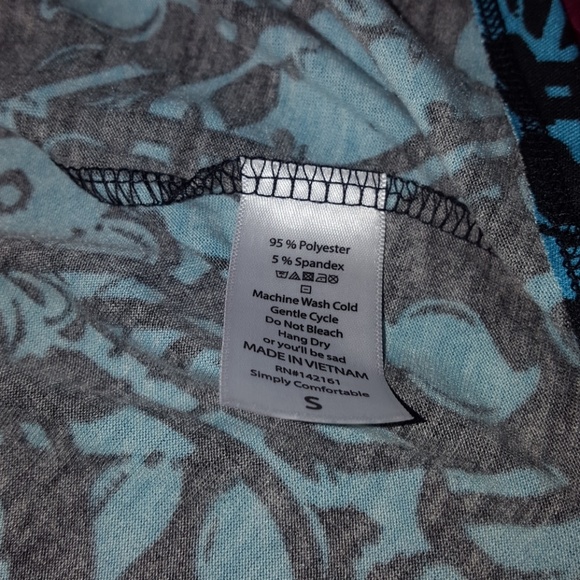 95 % Polyester
5 % Spandex
Machine Wash Cold
Gentle Cycle
Do Not Bleach
Hang Dry
or you'll be sad
MADE IN VIETNAM
RN#142161
Simply Comfortable
S